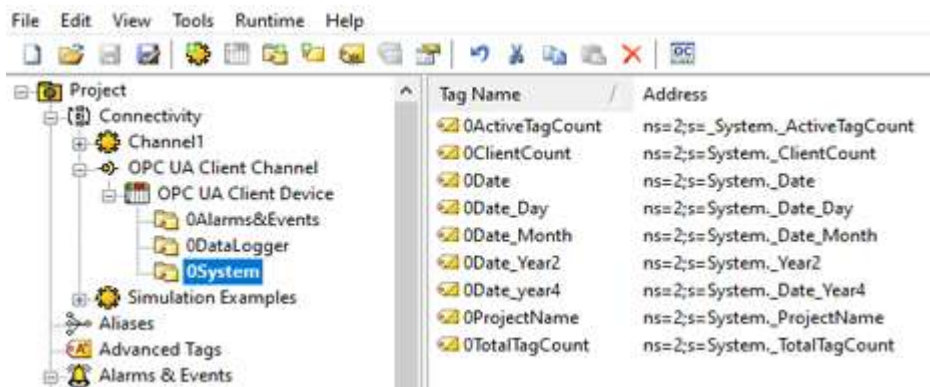 File Edit View Tools Runtime Help
Project
Connectivity
Channel1
OPC UA Client Channel
OPC UA Client Device
0Alarms&Events
0DataLogger
0System
Simulation Examples
Aliases
Advanced Tags
Alarms & Events
Tag Name / Address
0ActiveTagCount ns=2;s=_System._ActiveTagCount
0ClientCount ns=2;s=System._ClientCount
0Date ns=2;s=System._Date
0Date_Day ns=2;s=System._Date_Day
0Date_Month ns=2;s=System._Date_Month
0Date_Year2 ns=2;s=System._Year2
0Date_year4 ns=2;s=System._Date_Year4
0ProjectName ns=2;s=System._ProjectName
0TotalTagCount ns=2;s=System._TotalTagCount